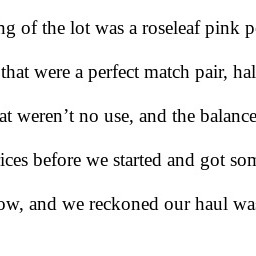 ng of the lot was a roseleaf pink p
that were a perfect match pair, hal
at weren’t no use, and the balance
ices before we started and got som
ow, and we reckoned our haul wa